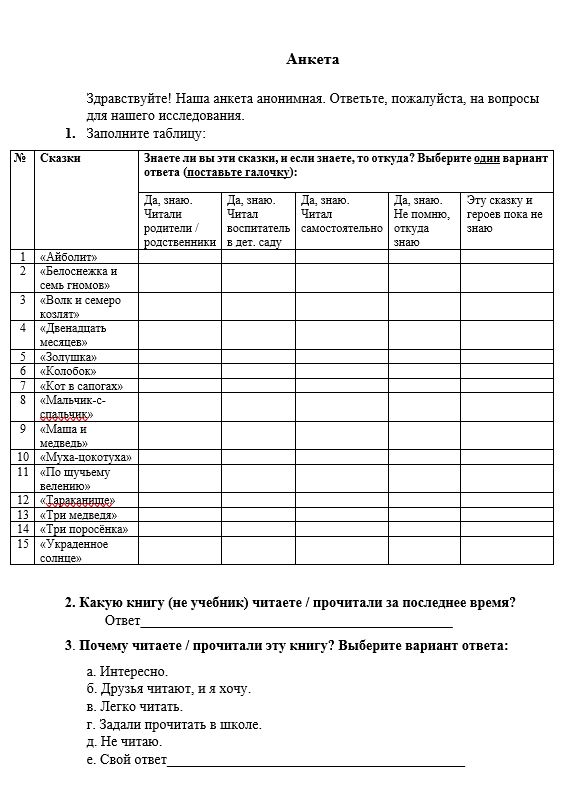 Анкета
Здравствуйте! Наша анкета анонимная. Ответьте, пожалуйста, на вопросы
для нашего исследования.
1. Заполните таблицу:
№ Сказки Знаете ли вы эти сказки, и если знаете, то откуда? Выберите один вариант
ответа (поставьте галочку):
Да, знаю. Да, знаю. Да, знаю. Да, знаю. Эту сказку и
Читали Читал Читал Не помню, героев пока не
родители / воспитатель самостоятельно откуда знаю
родственники в дет. саду знаю
1 «Айболит»
2 «Белоснежка и
семь гномов»
3 «Волк и семеро
козлят»
4 «Двенадцать
месяцев»
5 «Золушка»
6 «Колобок»
7 «Кот в сапогах»
8 «Мальчик-с-
спальчик»
9 «Маша и
медведь»
10 «Муха-цокотуха»
11 «По щучьему
велению»
12 «Тараканище»
13 «Три медведя»
14 «Три поросёнка»
15 «Украденное
солнце»
2. Какую книгу (не учебник) читаете / прочитали за последнее время?
Ответ_____________________________________________
3. Почему читаете / прочитали эту книгу? Выберите вариант ответа:
а. Интересно.
б. Друзья читают, и я хочу.
в. Легко читать.
г. Задали прочитать в школе.
д. Не читаю.
е. Свой ответ___________________________________________